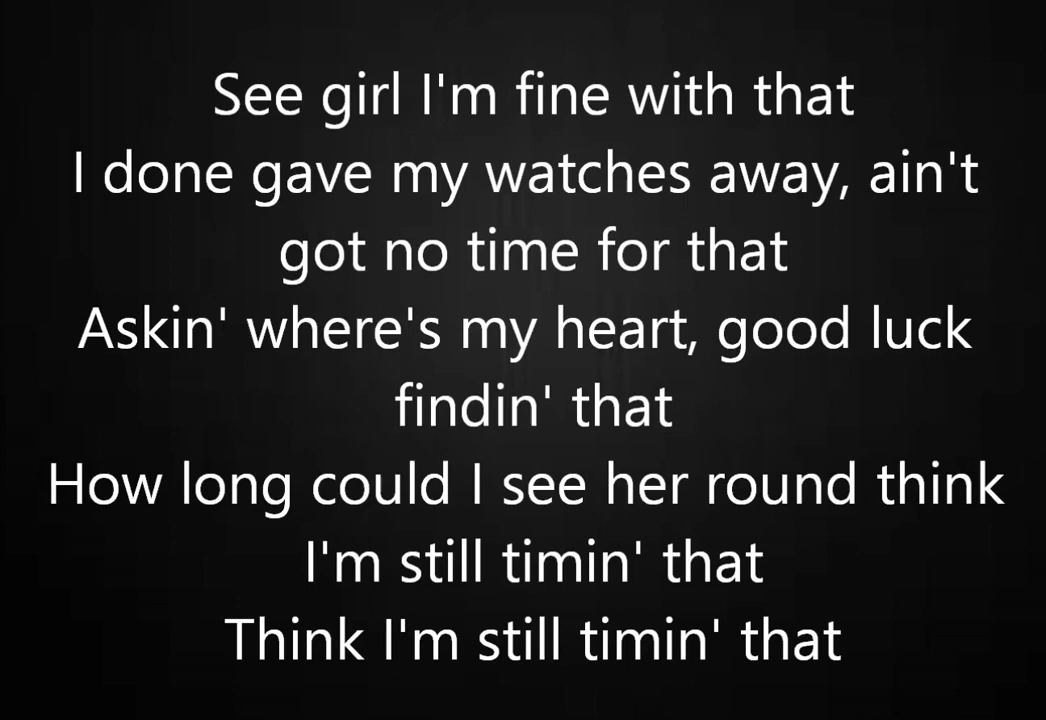 See girl I'm fine with that
I done gave my watches away, ain't
got no time for that
Askin' where's my heart, good luck
findin' that
How long could I see her round think
I'm still timin' that
Think I'm still timin' that